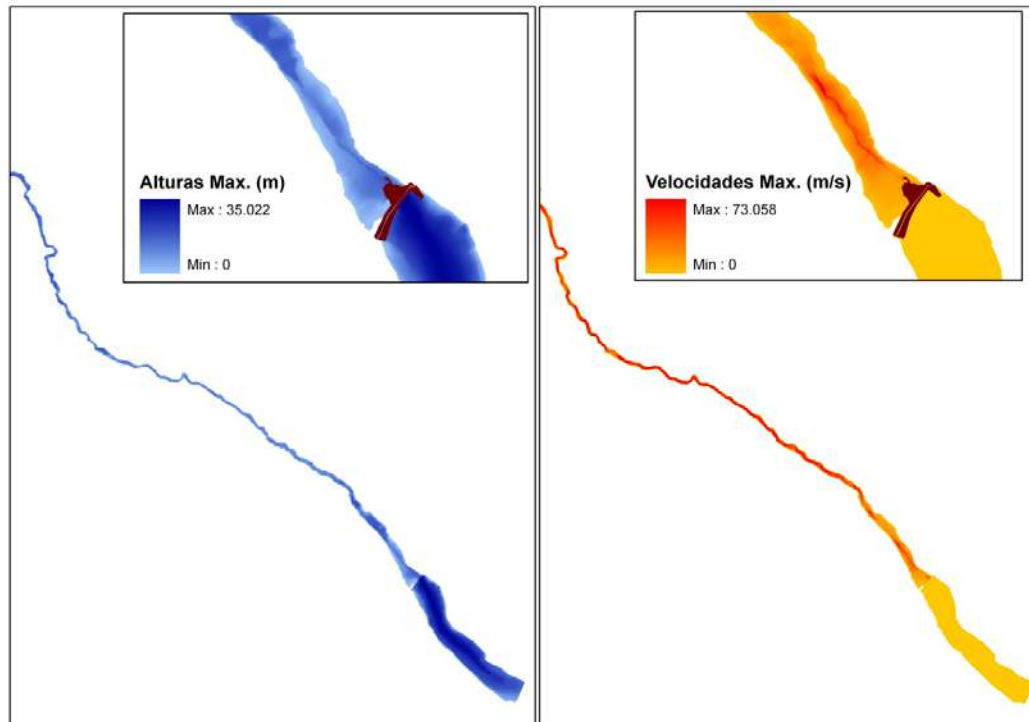 Alturas Max. (m)
Max : 35.022
Min : 0
Velocidades Max. (m/s)
Max : 73.058
Min : 0